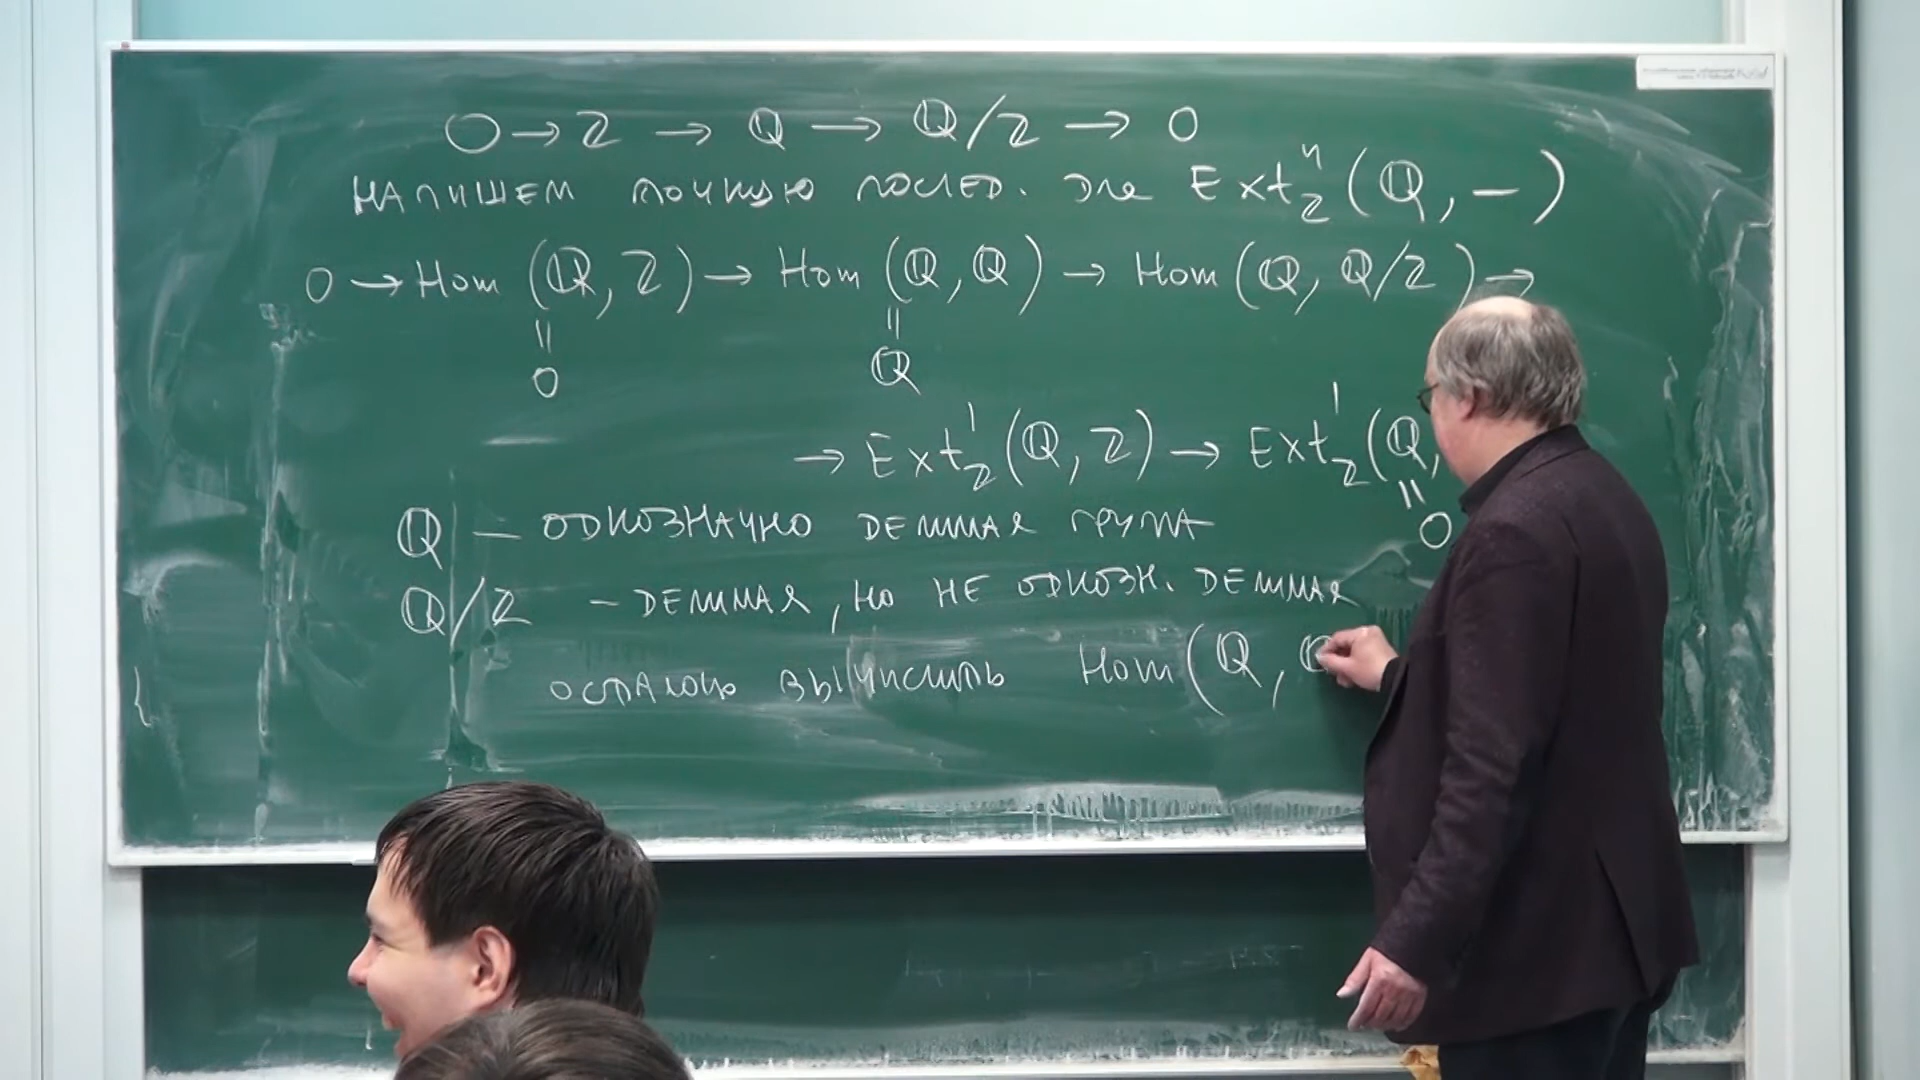 0 → ℤ → ℚ → ℚ/ℤ → 0
НАПИШЕМ точную послед. для Ext^n_ℤ(ℚ, −)
0 → Hom(ℚ, ℤ) → Hom(ℚ, ℚ) → Hom(ℚ, ℚ/ℤ) →
|| ||
0 ℚ
→ Ext^1_ℤ(ℚ, ℤ) → Ext^1_ℤ(ℚ,
||
0
ℚ — ОДНОЗНАЧНО ДЕЛИМАЯ группА
ℚ/ℤ — ДЕЛИМАЯ, НО НЕ ОДНОЗН. ДЕЛИМАЯ
ОСТАЛОСЬ ВЫЧИСЛИТЬ Hom(ℚ, ℚ